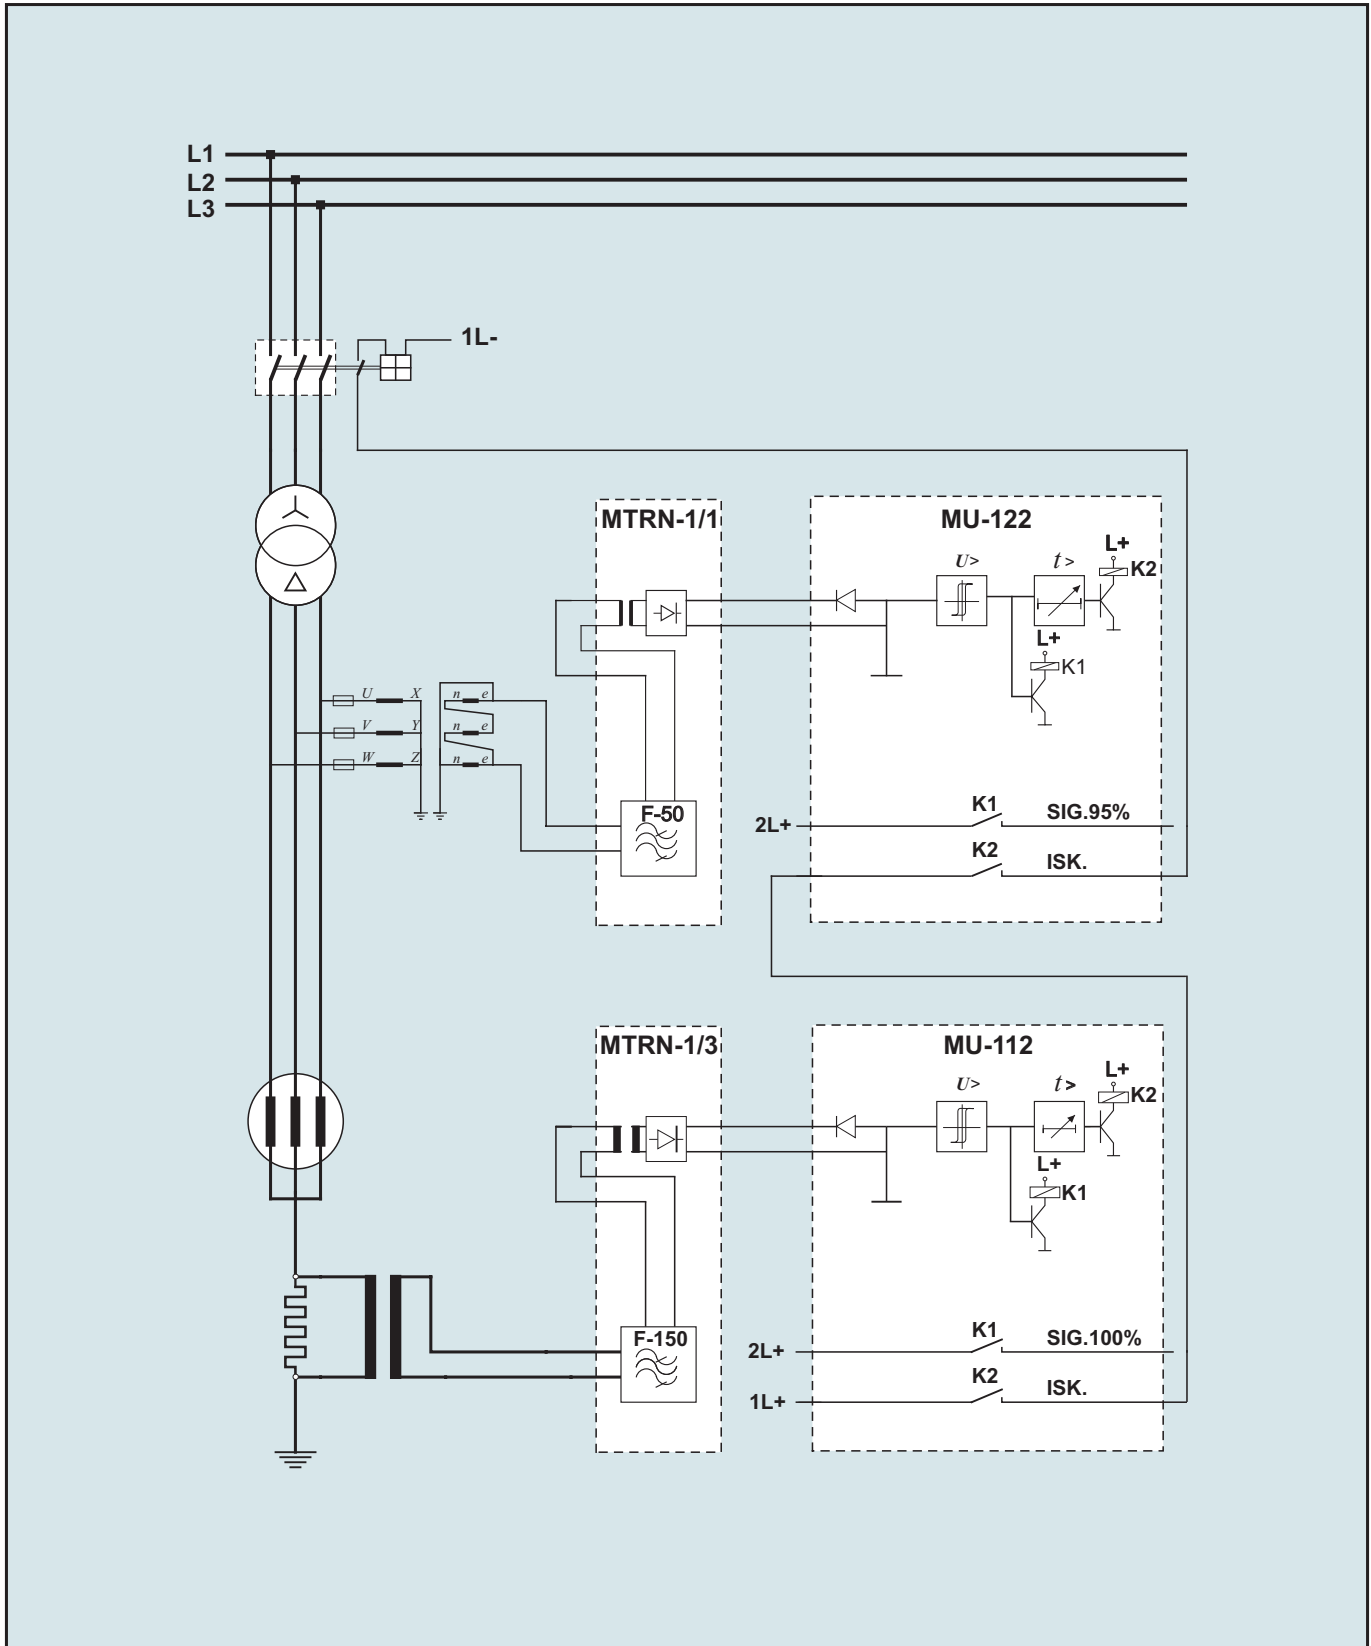 L1
L2
L3
1L-
MTRN-1/1
MU-122
U>
t>
L+
K2
L+
K1
U X n e
V Y n e
W Z n e
F-50
2L+ K1 SIG.95%
K2 ISK.
MTRN-1/3
MU-112
U>
t>
L+
K2
L+
K1
F-150
2L+ K1 SIG.100%
1L+ K2 ISK.